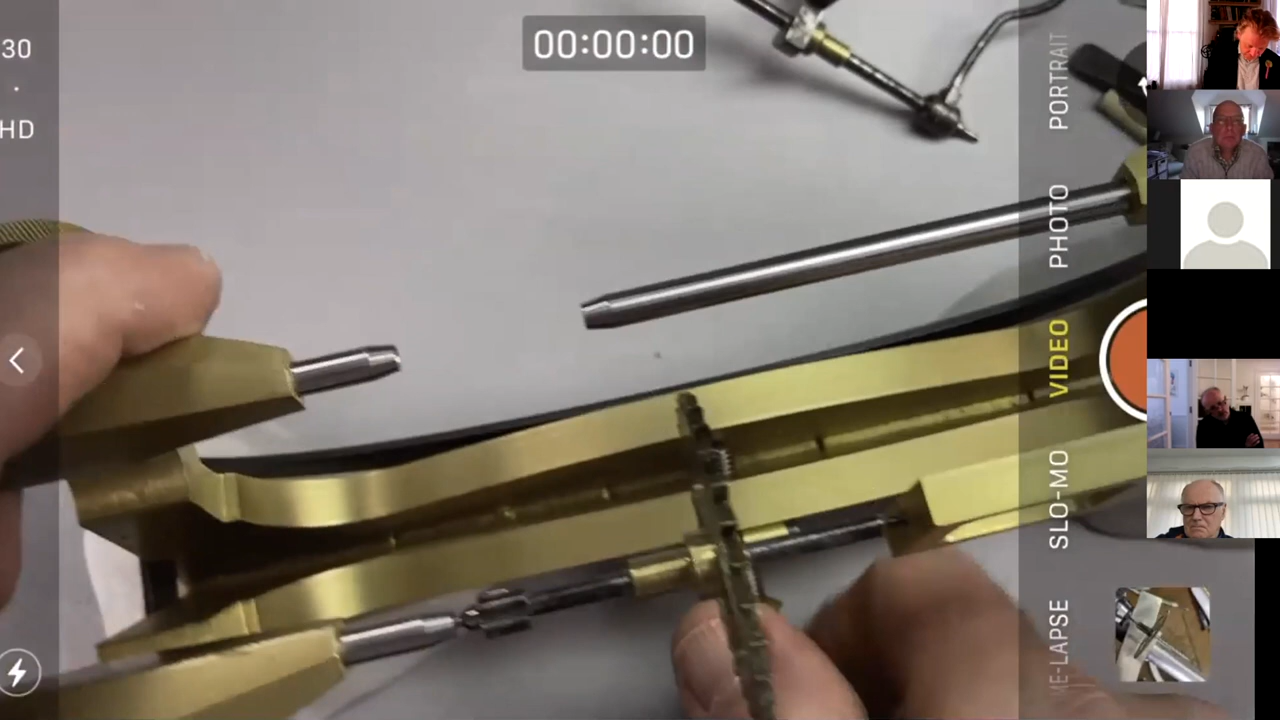 30
HD
00:00:00
PORTRAIT
PHOTO
VIDEO
SLO-MO
ME-LAPSE